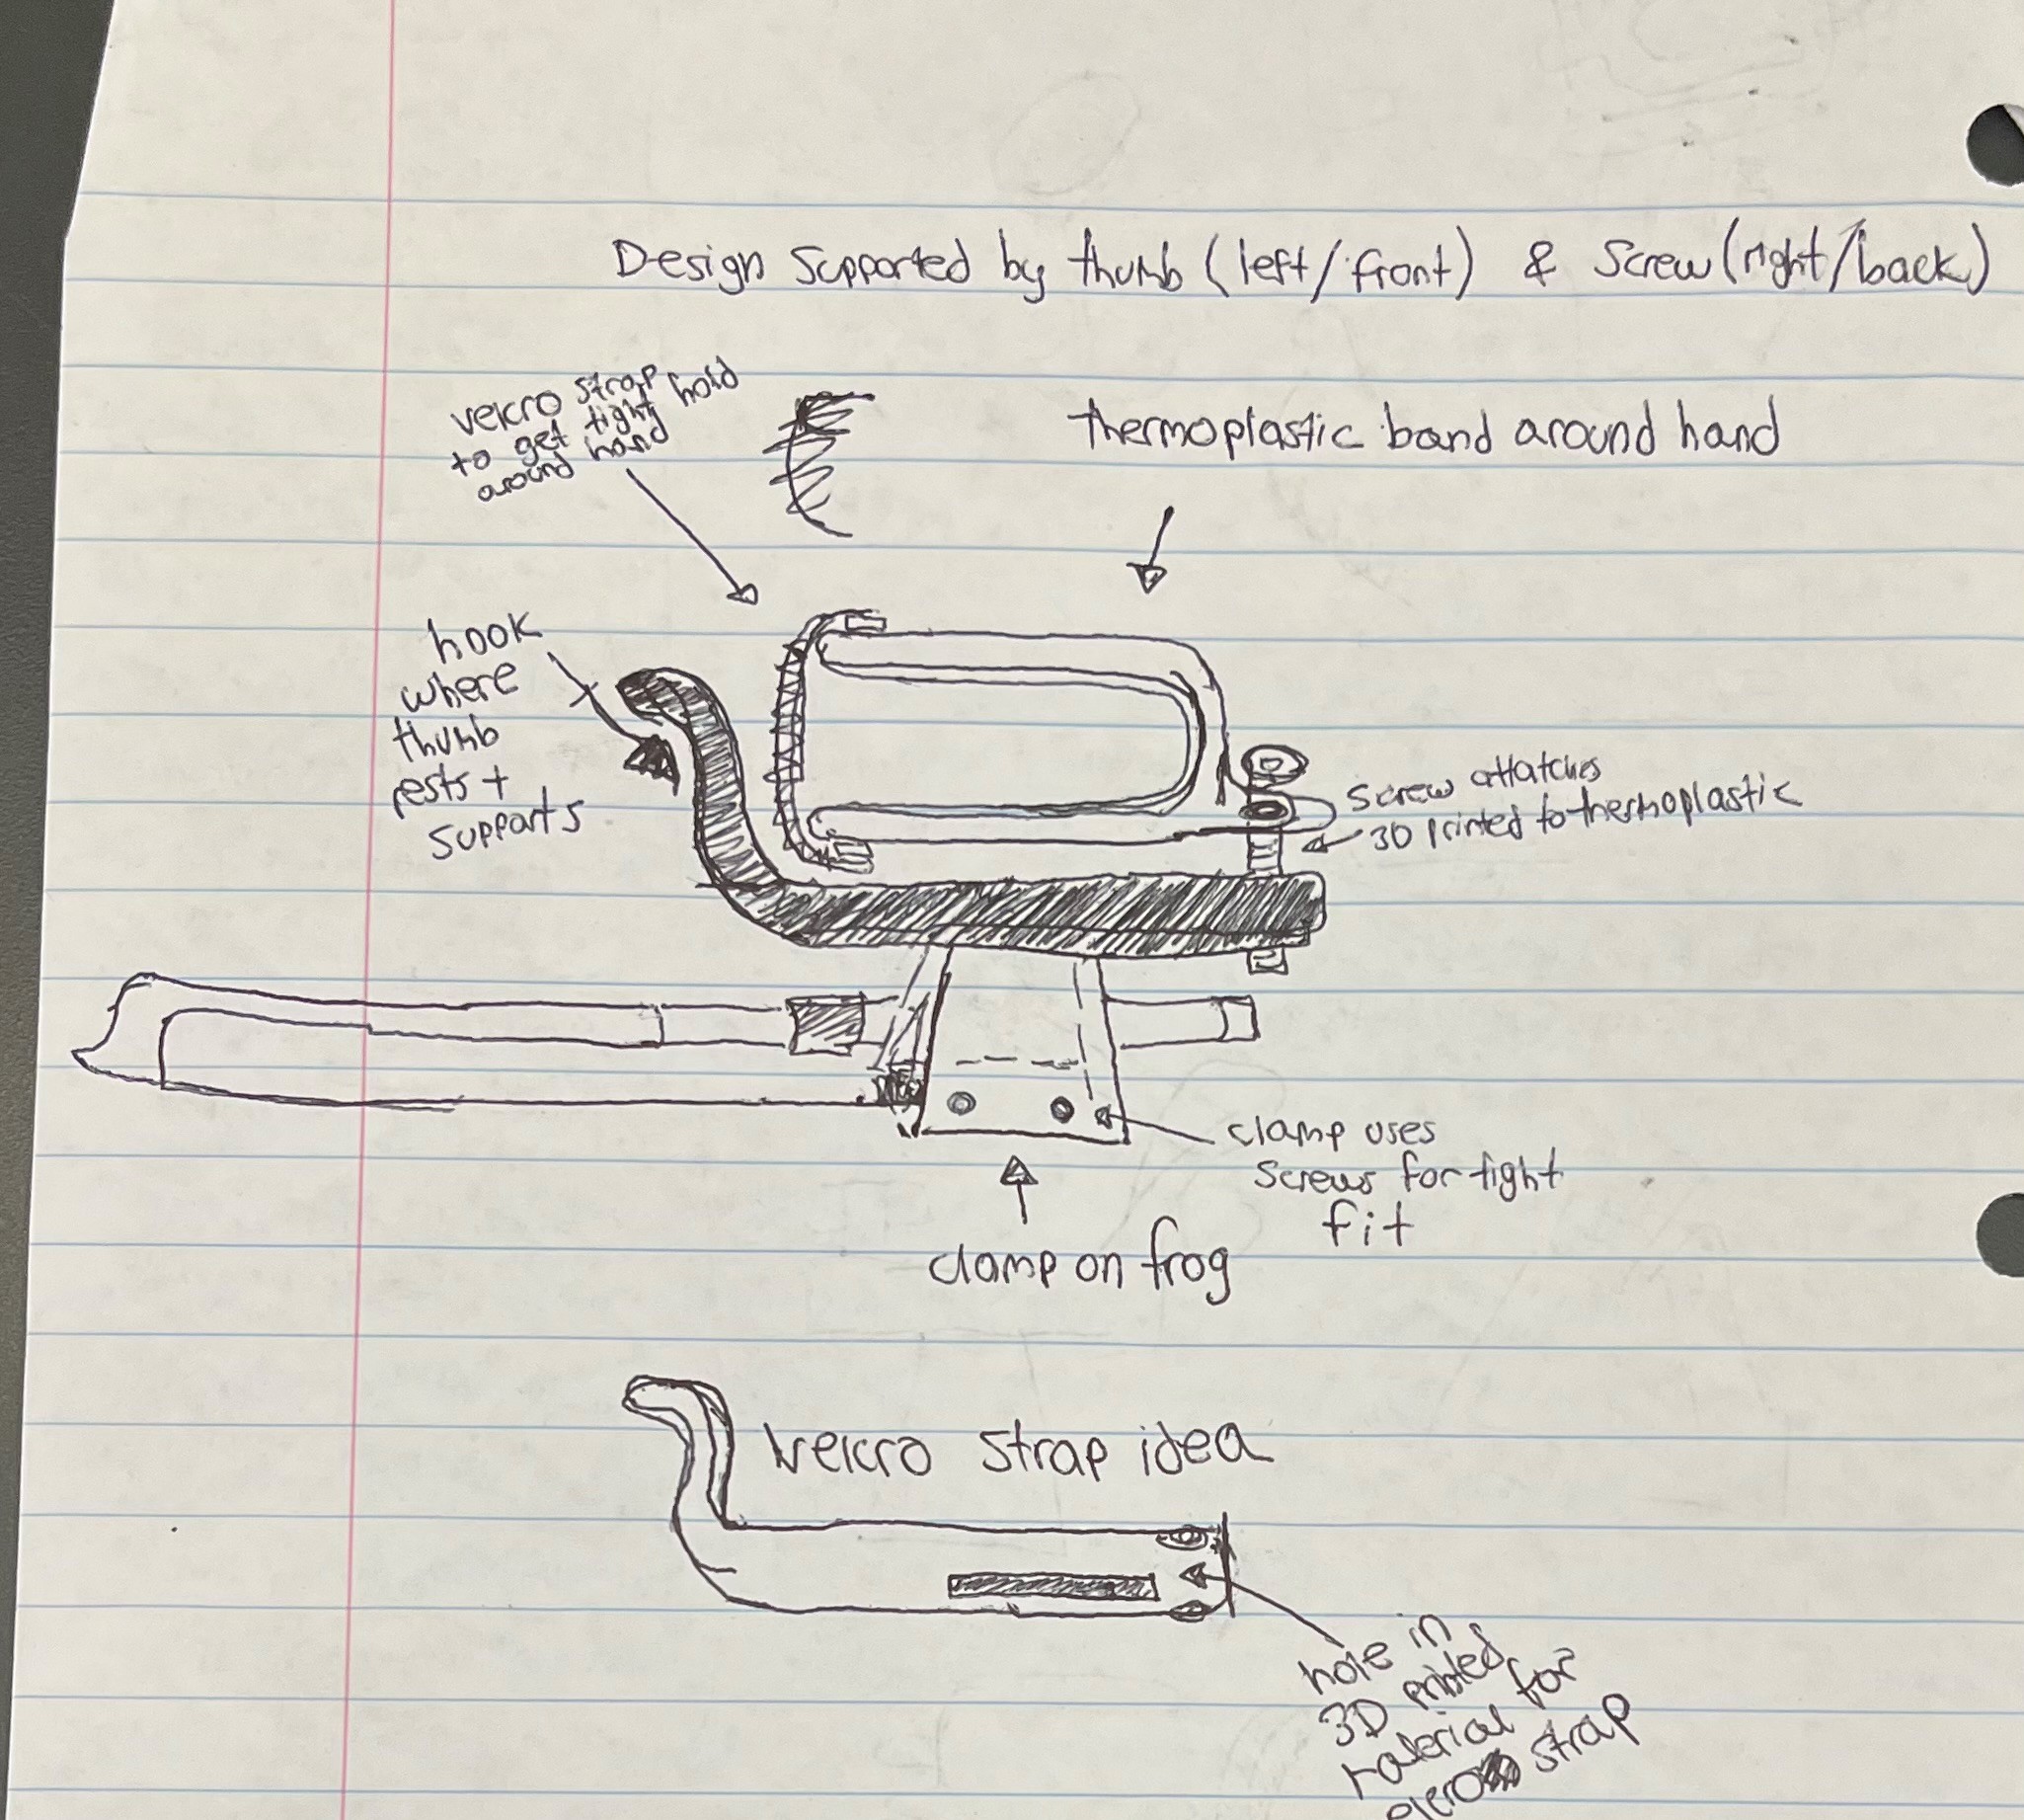 Design Supported by thumb (left/front) & Screw (right/back)
velcro strap
to get tight hold
around hand
thermoplastic band around hand
hook
where
thumb
rests +
supports
screw attatches
3D printed to thermoplastic
clamp uses
screws for tight
fit
clamp on frog
Velcro strap idea
hole in
3D printed
material for
strap